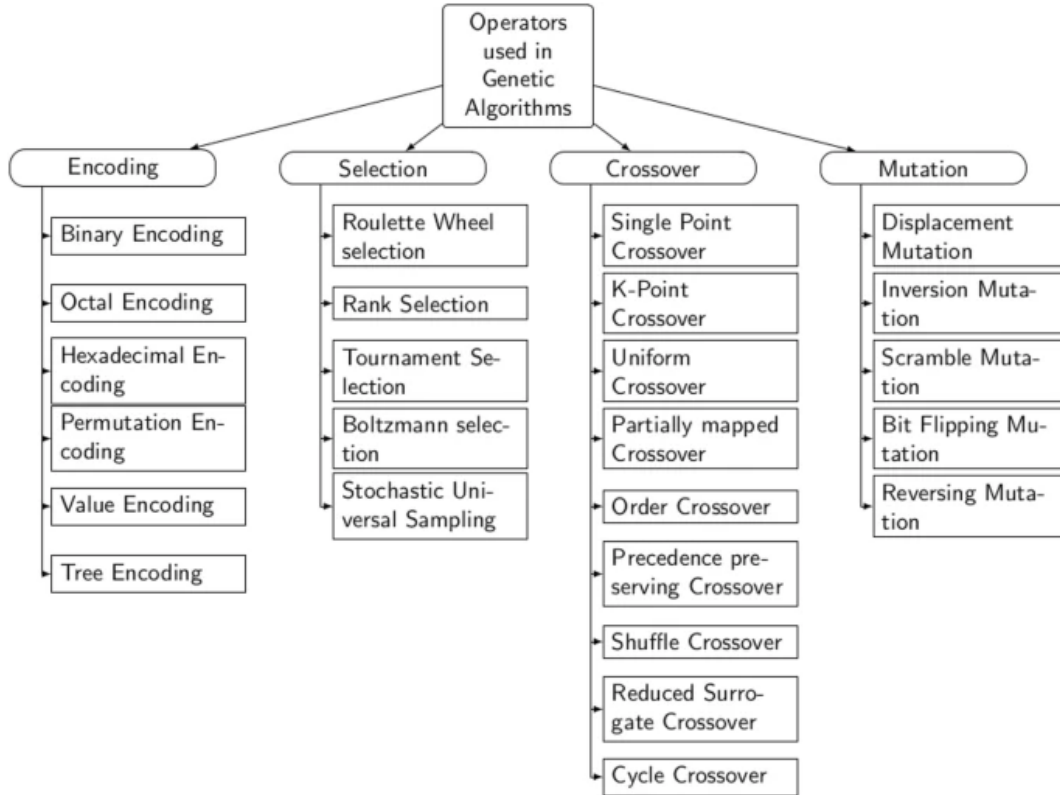 Operators
used in
Genetic
Algorithms
Encoding
Binary Encoding
Octal Encoding
Hexadecimal En-
coding
Permutation En-
coding
Value Encoding
Tree Encoding
Selection
Roulette Wheel
selection
Rank Selection
Tournament Se-
lection
Boltzmann selec-
tion
Stochastic Uni-
versal Sampling
Crossover
Single Point
Crossover
K-Point
Crossover
Uniform
Crossover
Partially mapped
Crossover
Order Crossover
Precedence pre-
serving Crossover
Shuffle Crossover
Reduced Surro-
gate Crossover
Cycle Crossover
Mutation
Displacement
Mutation
Inversion Muta-
tion
Scramble Muta-
tion
Bit Flipping Mu-
tation
Reversing Muta-
tion